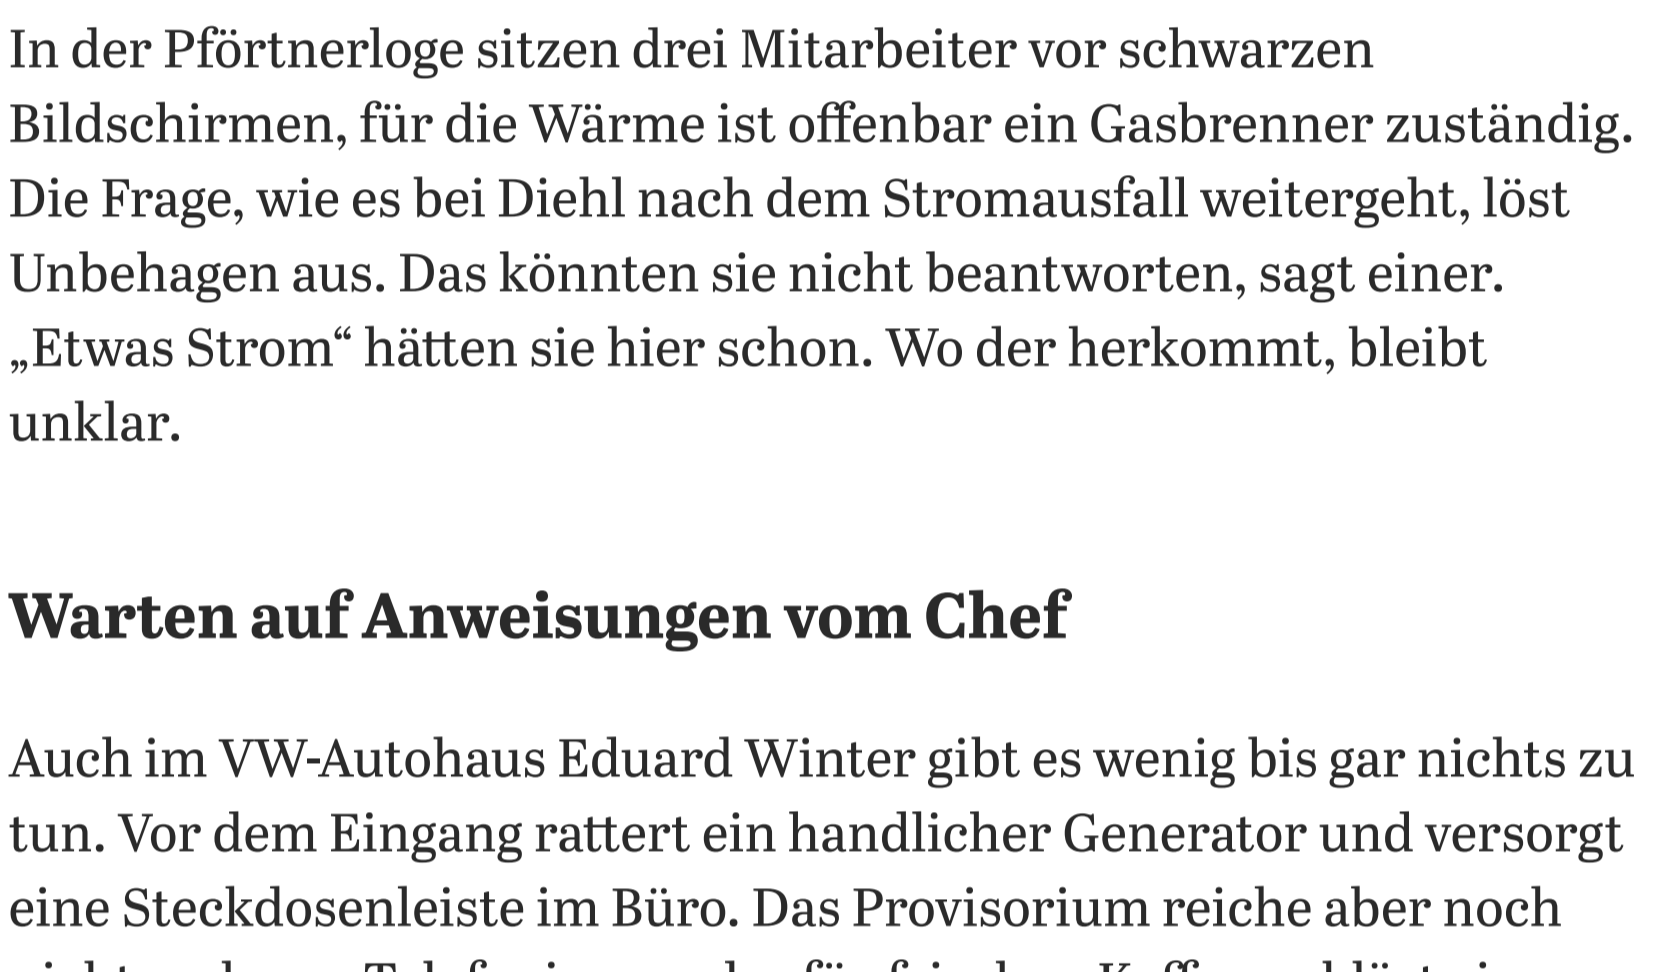 In der Pförtnerloge sitzen drei Mitarbeiter vor schwarzen
Bildschirmen, für die Wärme ist offenbar ein Gasbrenner zuständig.
Die Frage, wie es bei Diehl nach dem Stromausfall weitergeht, löst
Unbehagen aus. Das könnten sie nicht beantworten, sagt einer.
„Etwas Strom“ hätten sie hier schon. Wo der herkommt, bleibt
unklar.
Warten auf Anweisungen vom Chef
Auch im VW-Autohaus Eduard Winter gibt es wenig bis gar nichts zu
tun. Vor dem Eingang rattert ein handlicher Generator und versorgt
eine Steckdosenleiste im Büro. Das Provisorium reiche aber noch